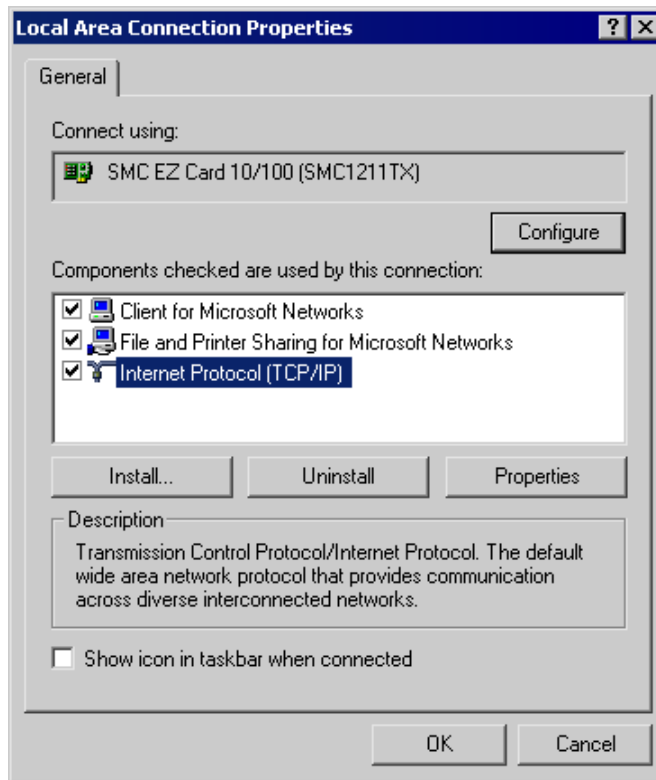 Local Area Connection Properties
General
Connect using:
SMC EZ Card 10/100 (SMC1211TX)
Configure
Components checked are used by this connection:
Client for Microsoft Networks
File and Printer Sharing for Microsoft Networks
Internet Protocol (TCP/IP)
Install... Uninstall Properties
Description
Transmission Control Protocol/Internet Protocol. The default
wide area network protocol that provides communication
across diverse interconnected networks.
Show icon in taskbar when connected
OK Cancel